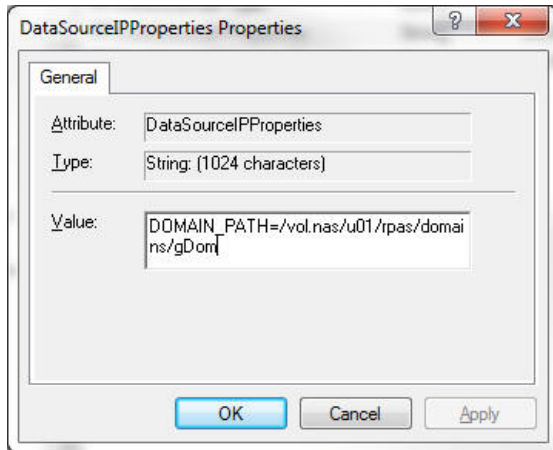 DataSourceIPProperties Properties
General
Attribute: DataSourceIPProperties
Type: String: (1024 characters)
Value: DOMAIN_PATH=/vol.nas/u01/rpas/domai
ns/gDom
OK Cancel Apply